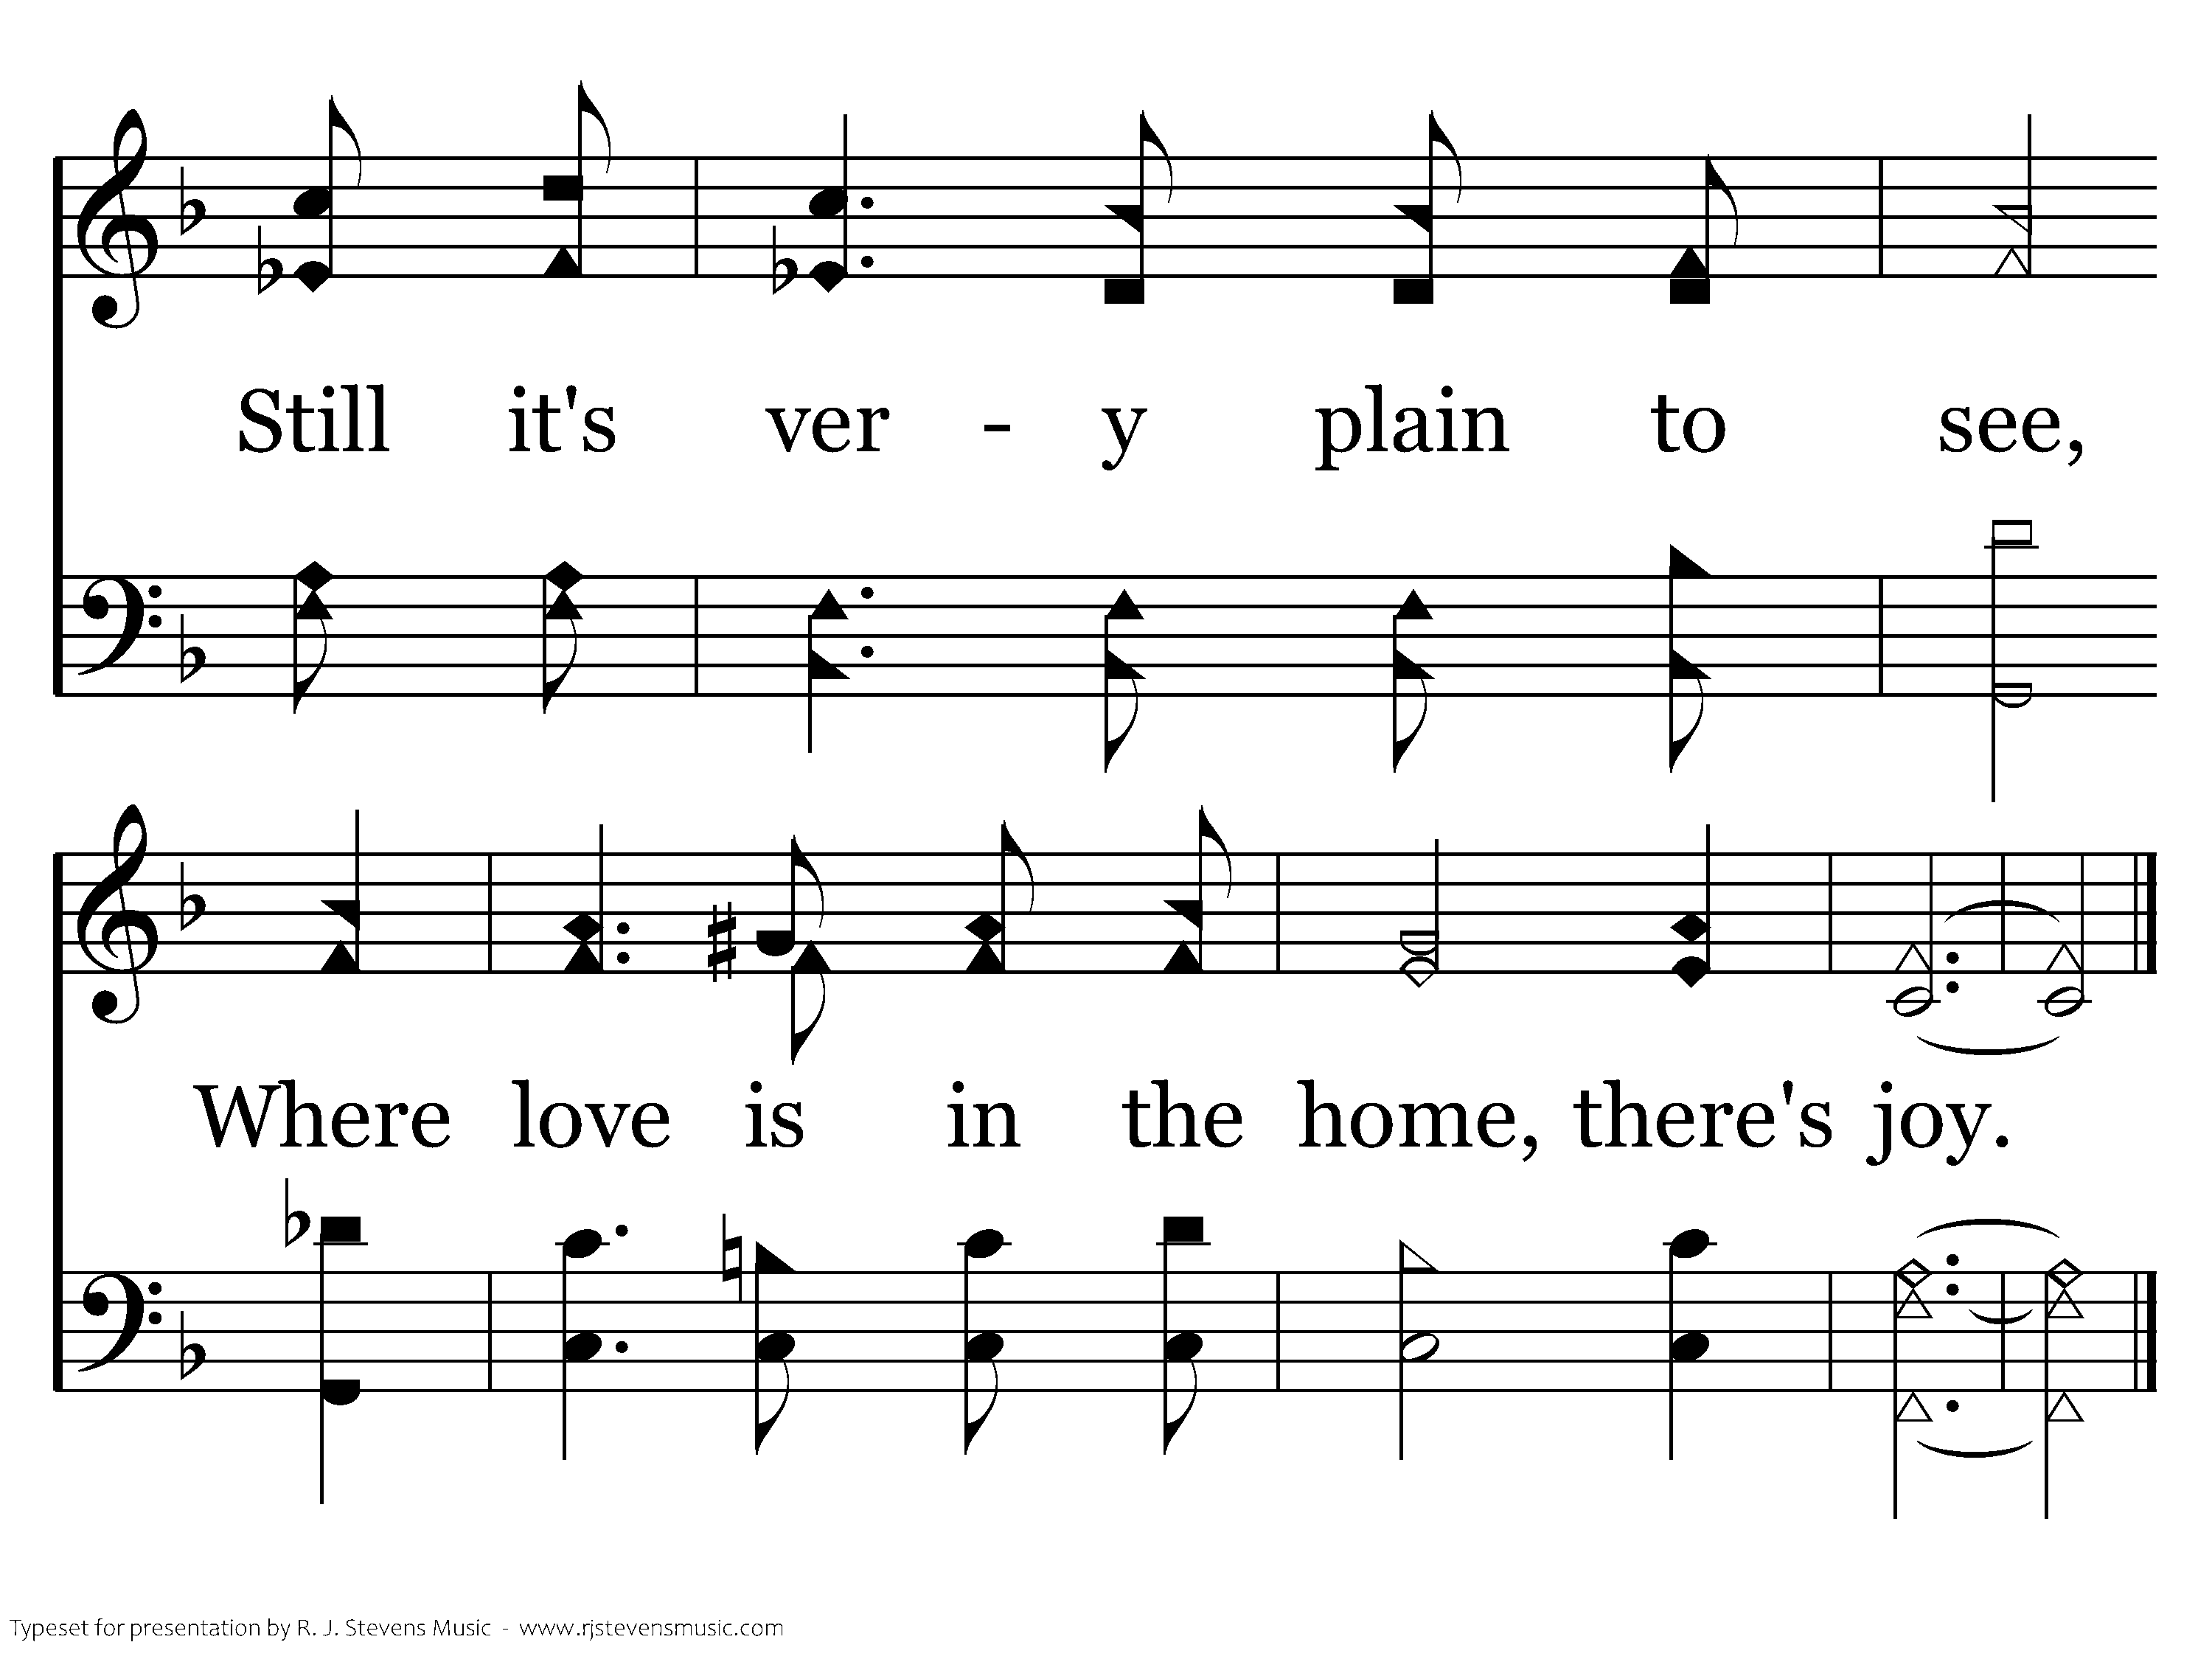 Still it's ver - y plain to see,
Where love is in the home, there's joy.
Typeset for presentation by R. J. Stevens Music - www.rjstevensmusic.com